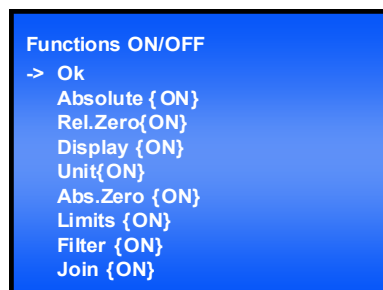 Functions ON/OFF
-> Ok
Absolute {ON}
Rel.Zero{ON}
Display {ON}
Unit{ON}
Abs.Zero {ON}
Limits {ON}
Filter {ON}
Join {ON}